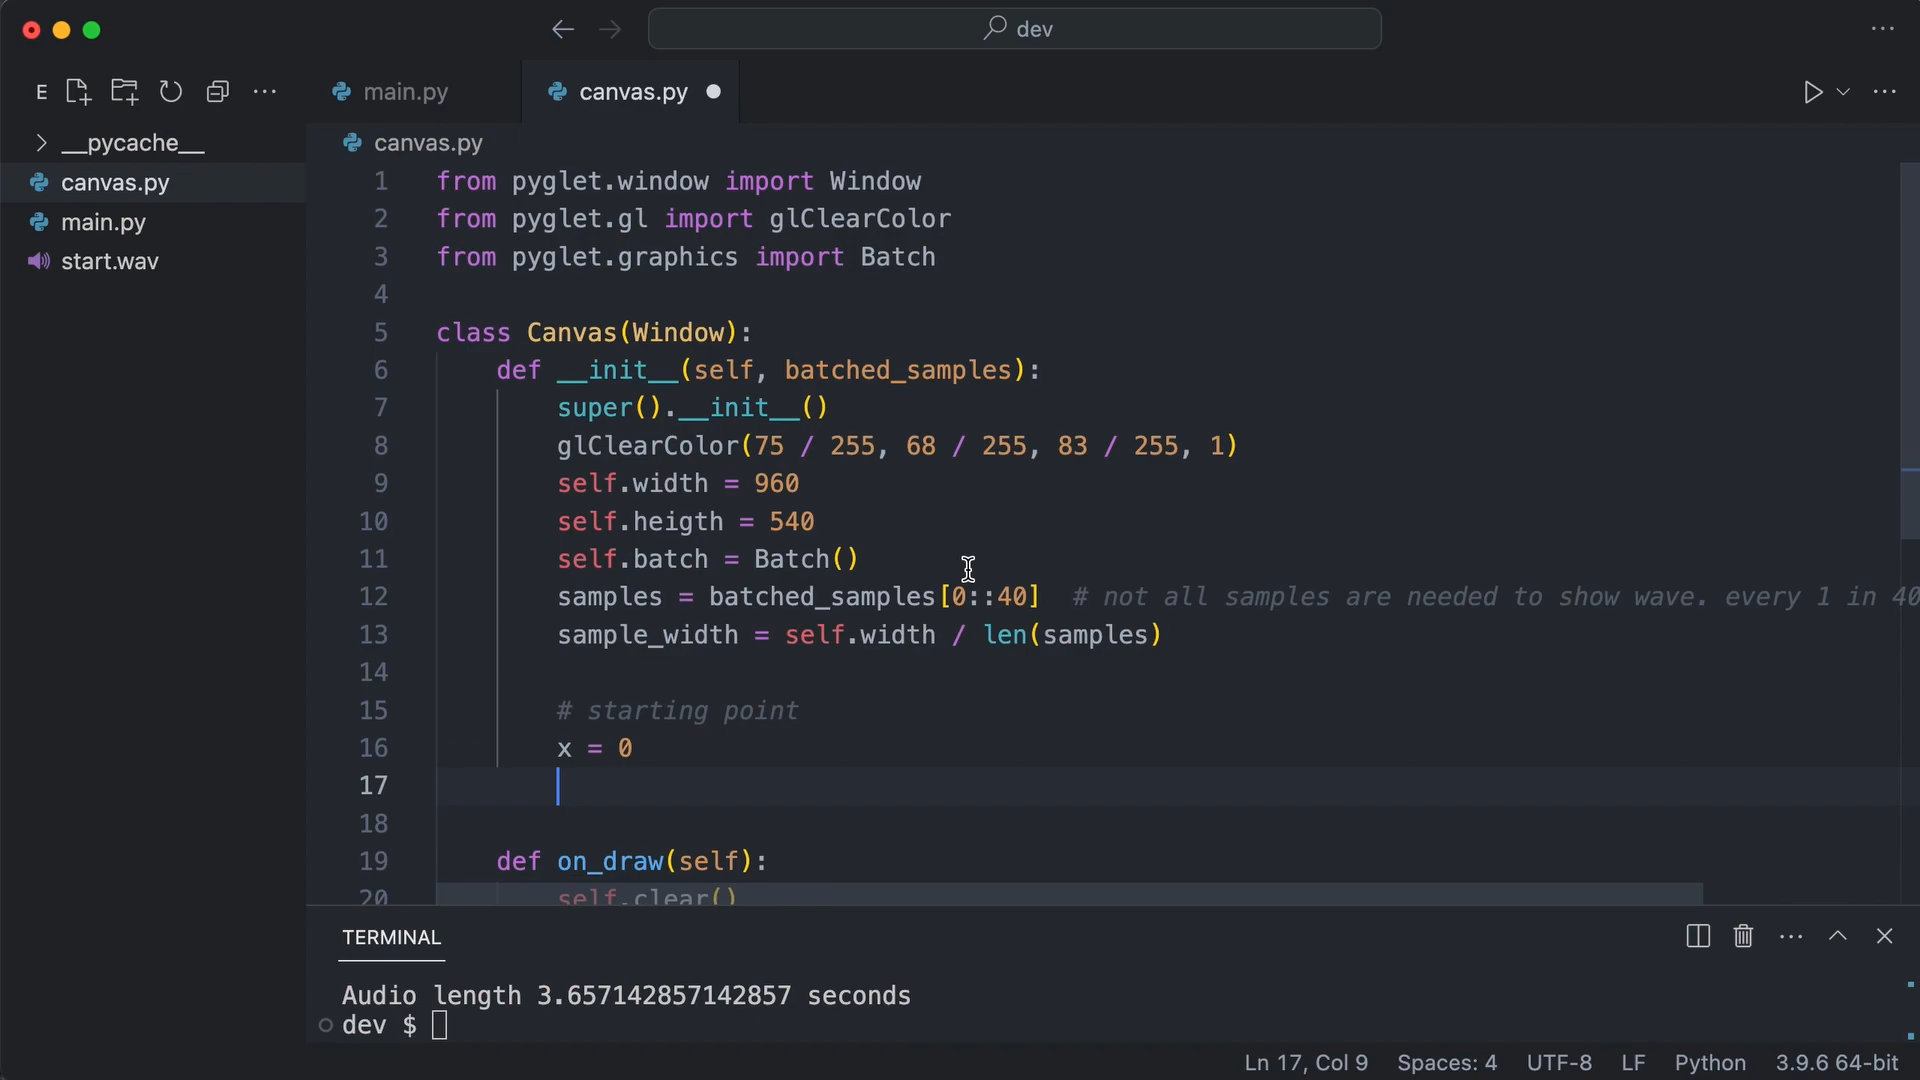 dev
E
main.py
canvas.py
__pycache__
canvas.py
main.py
start.wav
canvas.py
1 from pyglet.window import Window
2 from pyglet.gl import glClearColor
3 from pyglet.graphics import Batch
4
5 class Canvas(Window):
6 def __init__(self, batched_samples):
7 super().__init__()
8 glClearColor(75 / 255, 68 / 255, 83 / 255, 1)
9 self.width = 960
10 self.heigth = 540
11 self.batch = Batch()
12 samples = batched_samples[0::40]  # not all samples are needed to show wave. every 1 in 40
13 sample_width = self.width / len(samples)
14
15 # starting point
16 x = 0
17
18
19 def on_draw(self):
20 self.clear()
TERMINAL
Audio length 3.657142857142857 seconds
dev $
Ln 17, Col 9 Spaces: 4 UTF-8 LF Python 3.9.6 64-bit